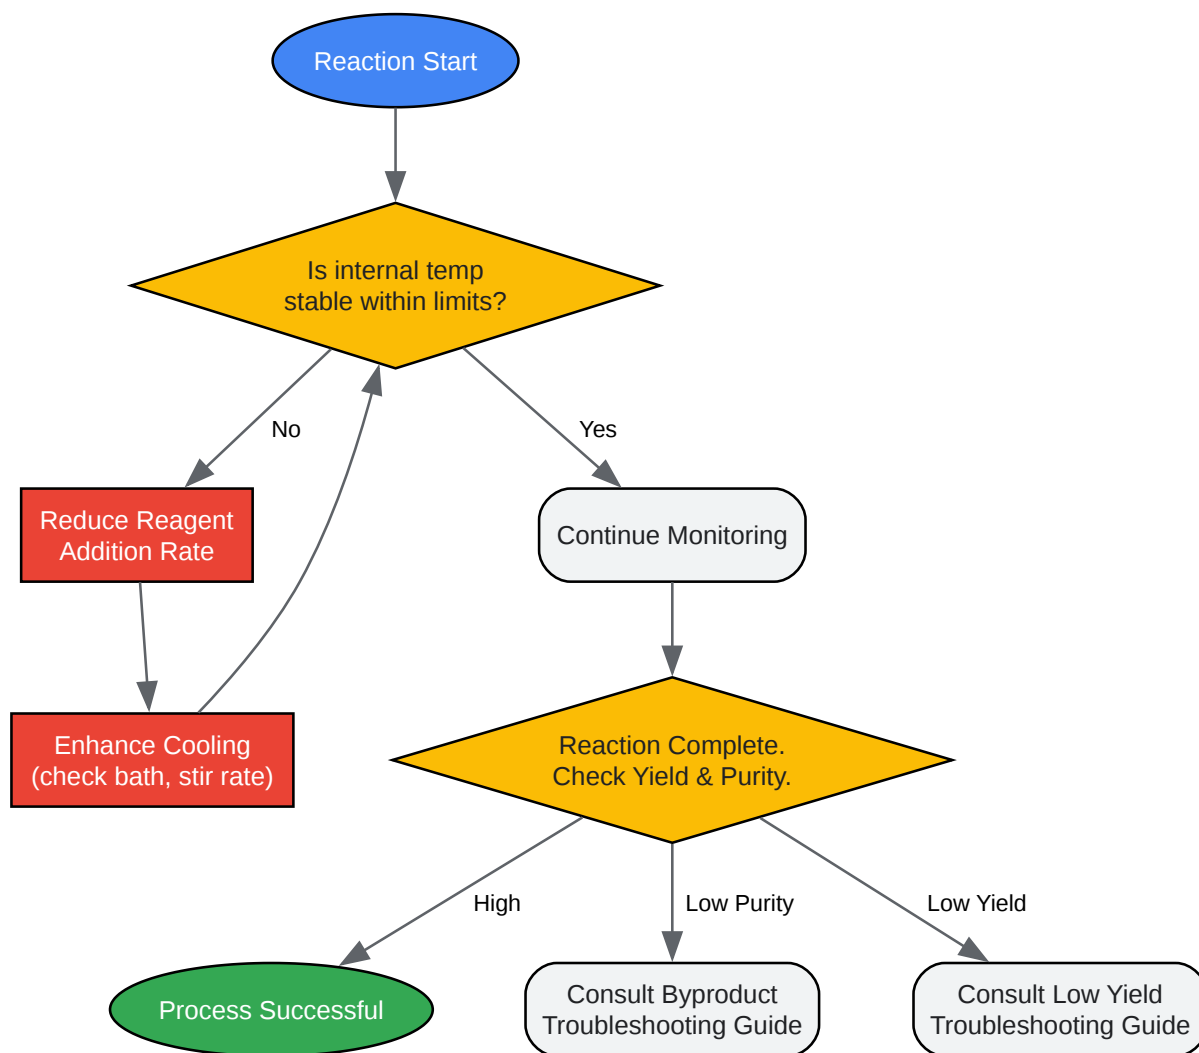 Reaction Start
Is internal temp
stable within limits?
No
Yes
Reduce Reagent
Addition Rate
Continue Monitoring
Enhance Cooling
(check bath, stir rate)
Reaction Complete.
Check Yield & Purity.
High
Low Purity
Low Yield
Process Successful
Consult Byproduct
Troubleshooting Guide
Consult Low Yield
Troubleshooting Guide